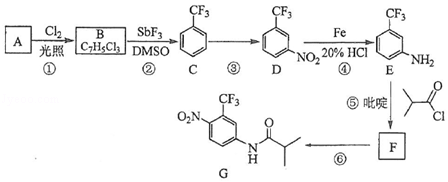 A
Cl₂
光照
①
B
C₇H₅Cl₃
SbF₃
DMSO
②
CF₃
C
③
CF₃
NO₂
D
Fe
20% HCl
④
CF₃
NH₂
E
⑤ 吡啶
O
Cl
F
⑥
CF₃
O₂N
O
N
H
G